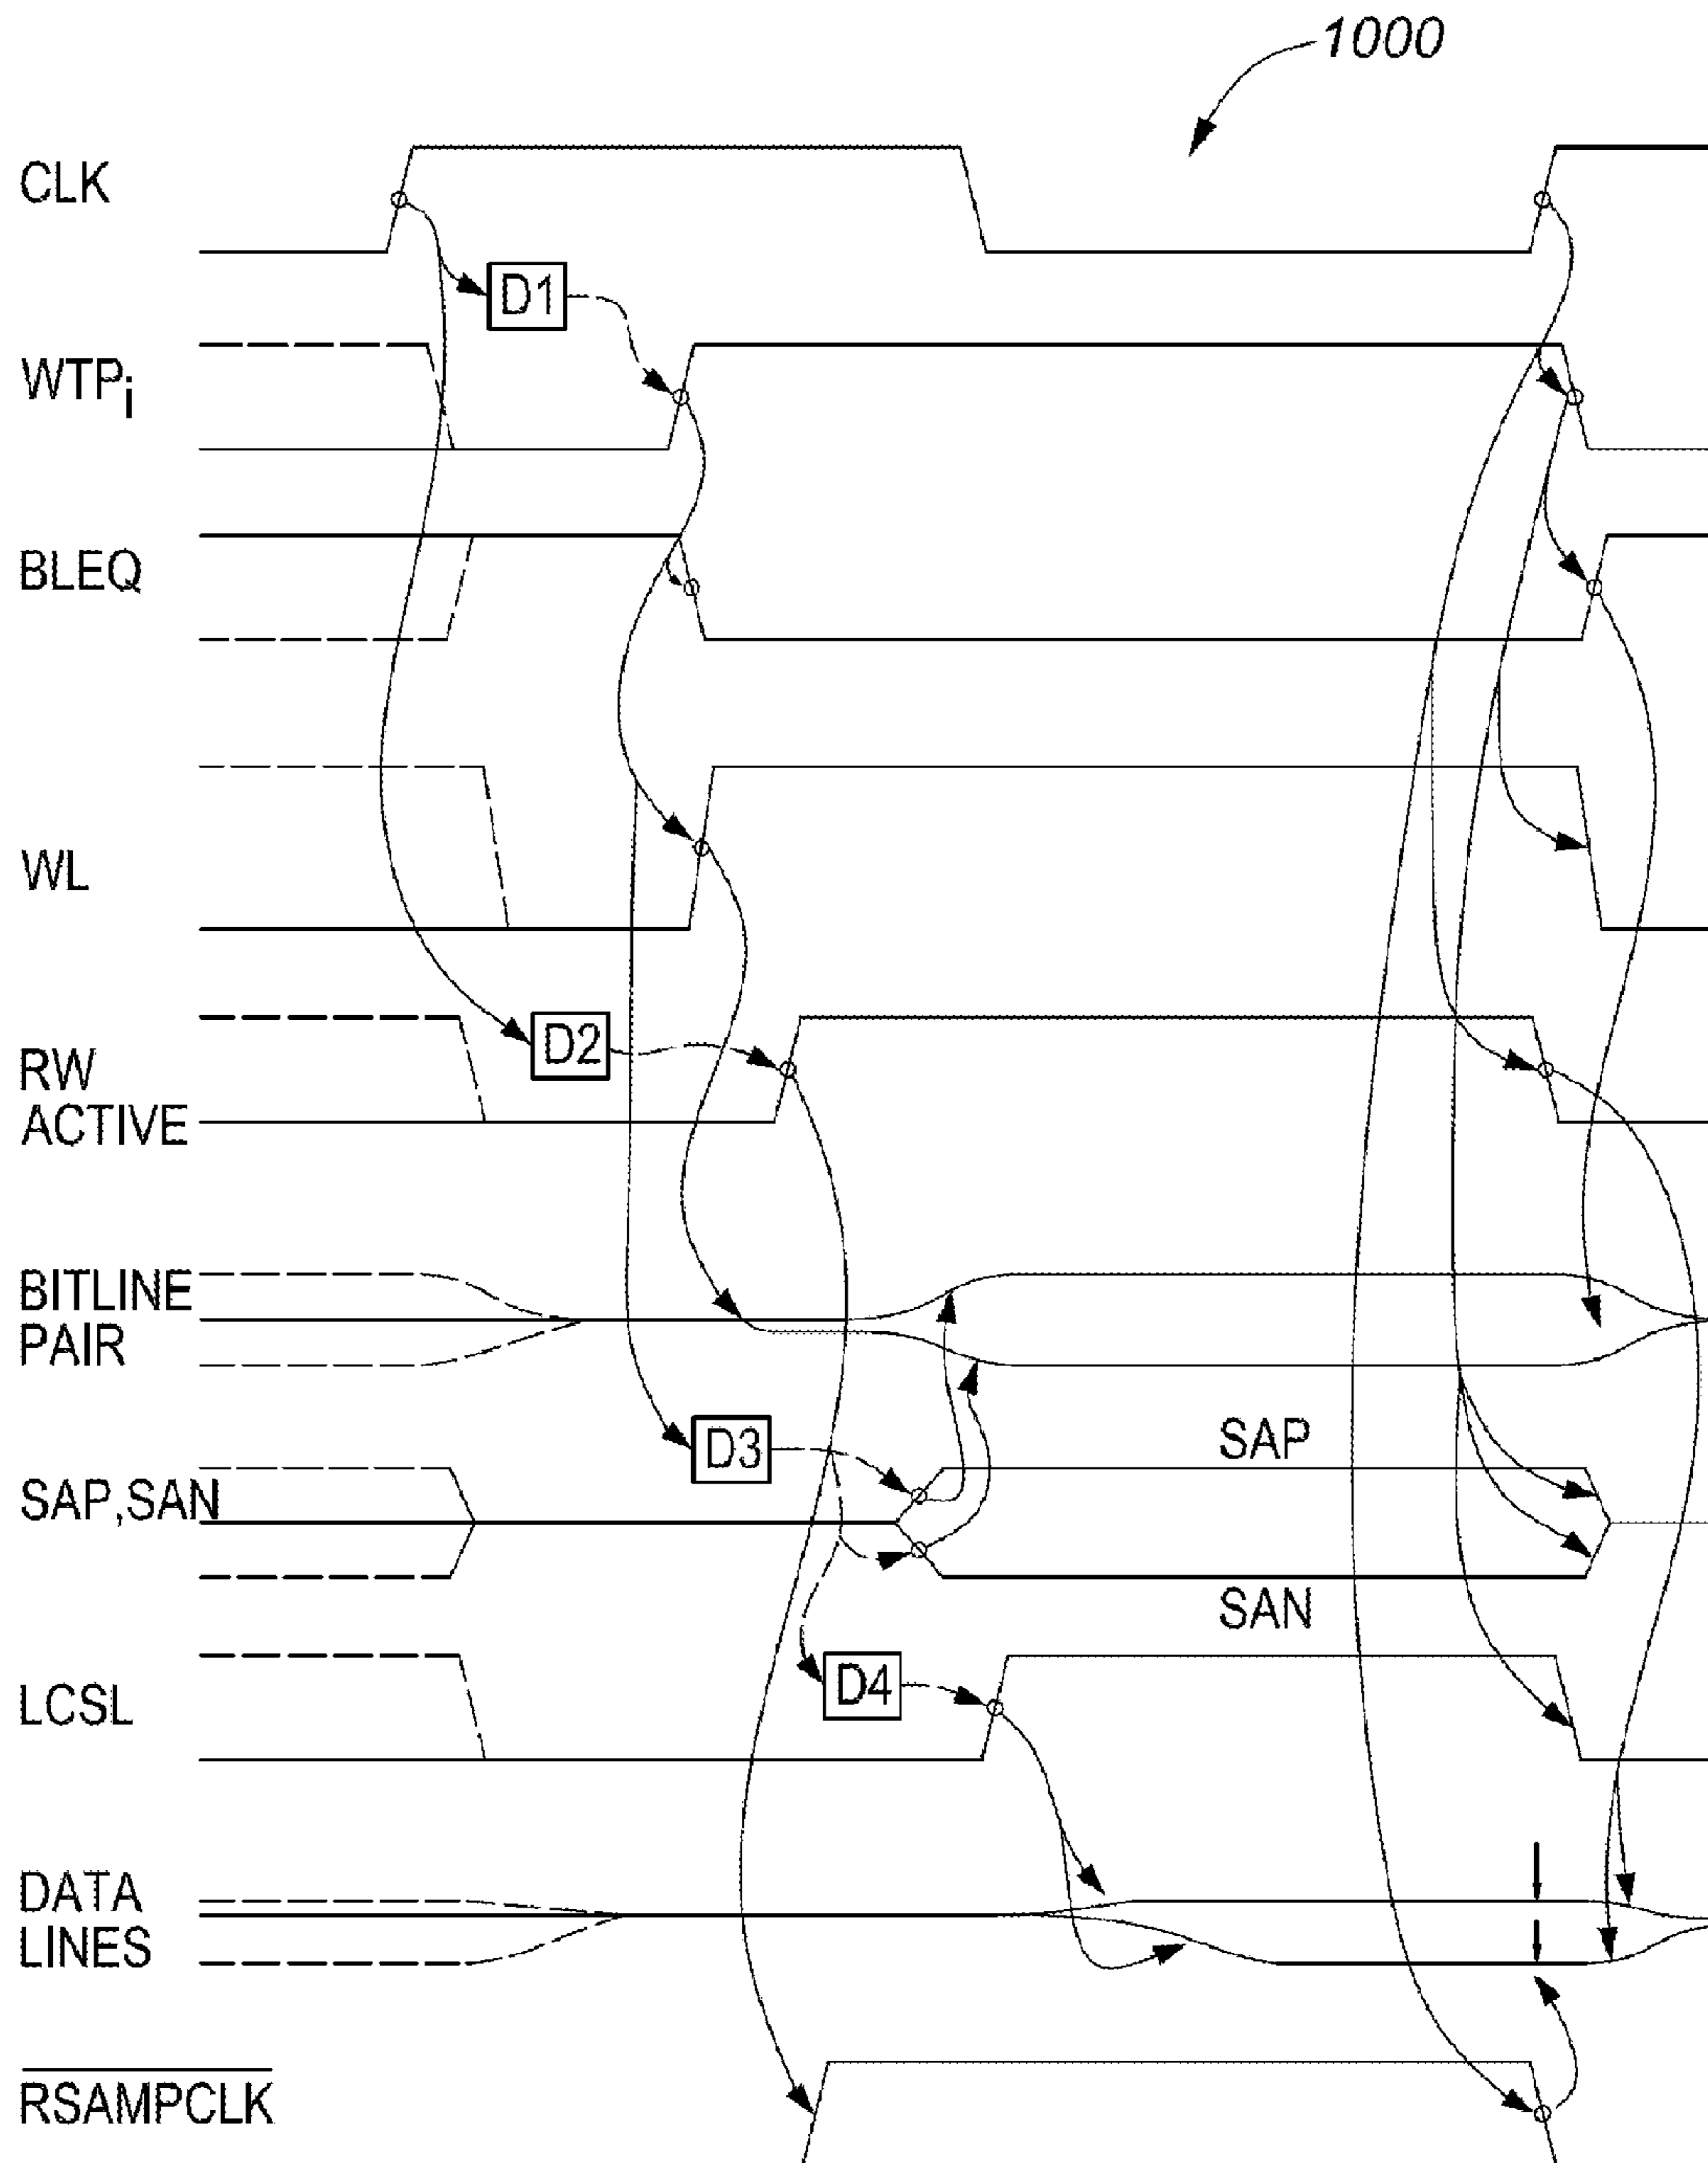 1000
CLK
D1
WTPi
BLEQ
WL
D2
RW
ACTIVE
BITLINE
PAIR
D3
SAP
SAP,SAN
SAN
D4
LCSL
DATA
LINES
RSAMPCLK